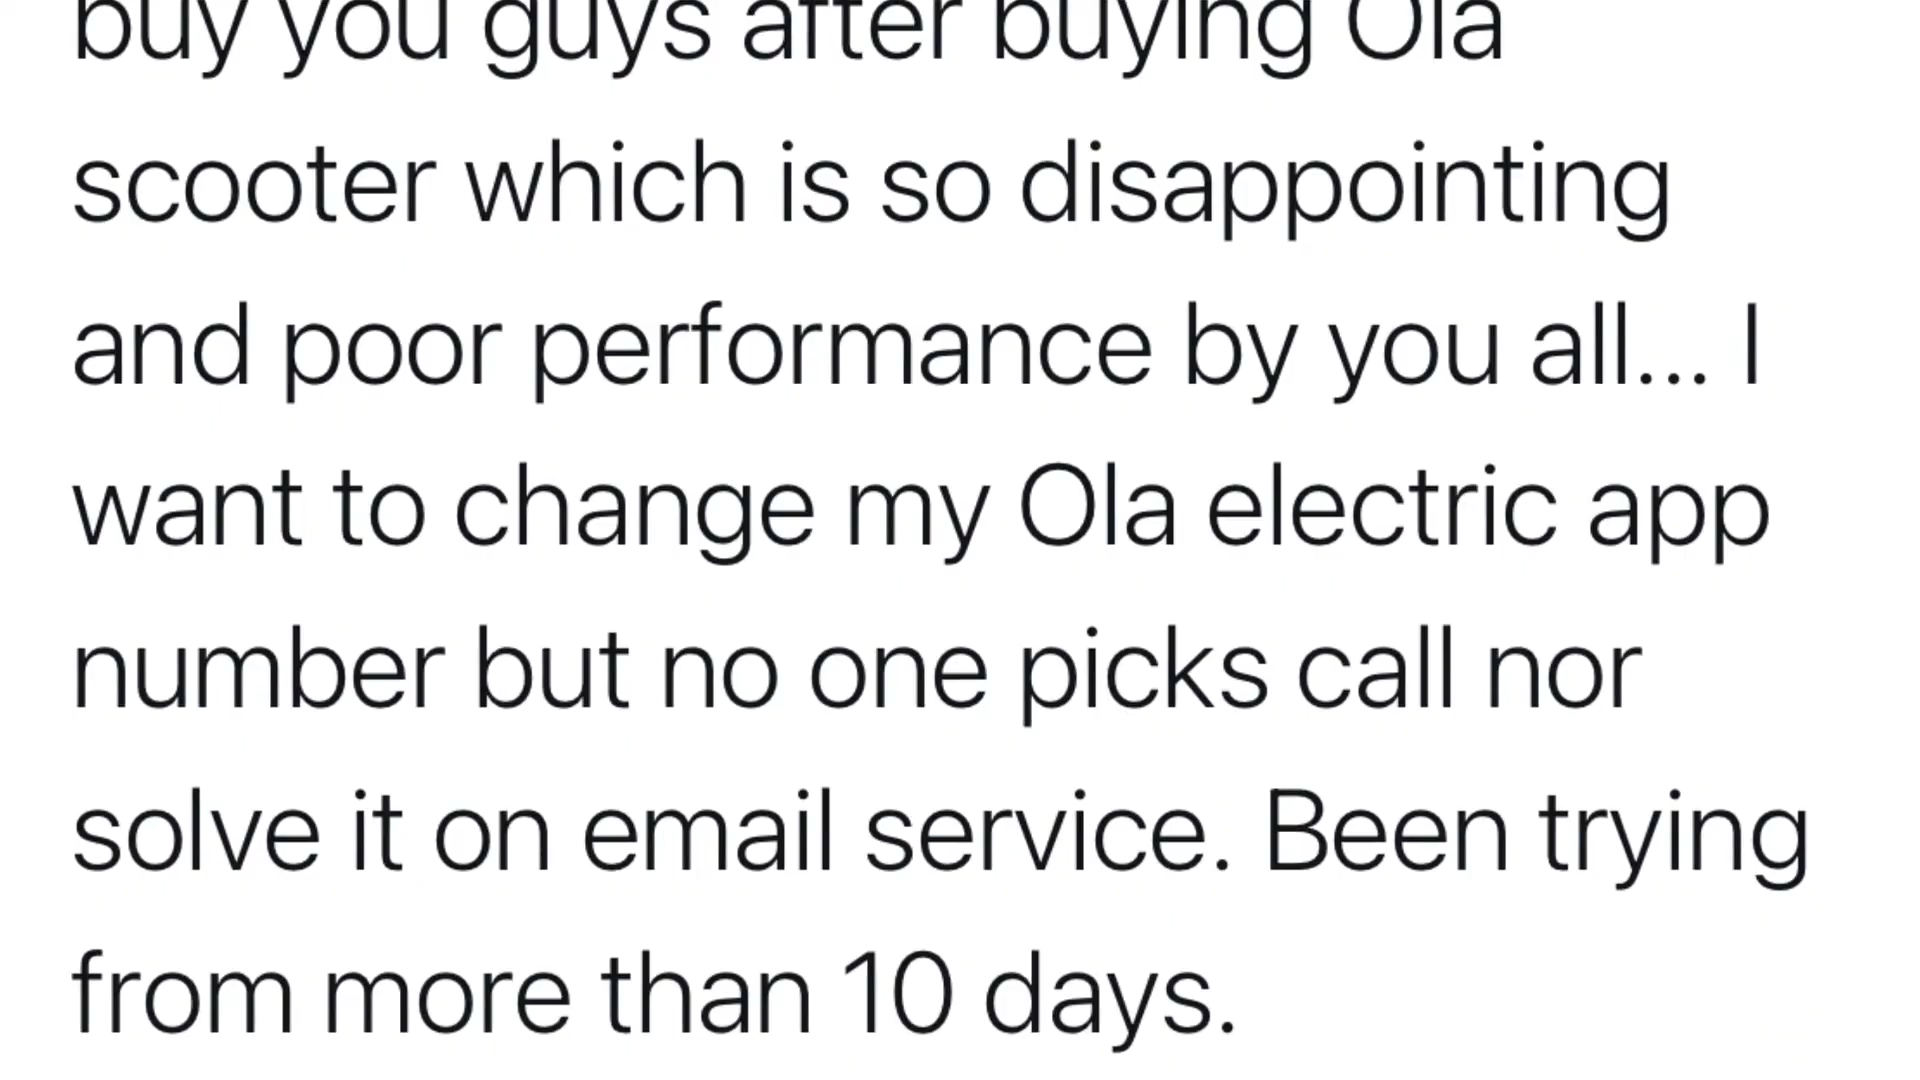 buy you guys after buying Ola
scooter which is so disappointing
and poor performance by you all... I
want to change my Ola electric app
number but no one picks call nor
solve it on email service. Been trying
from more than 10 days.